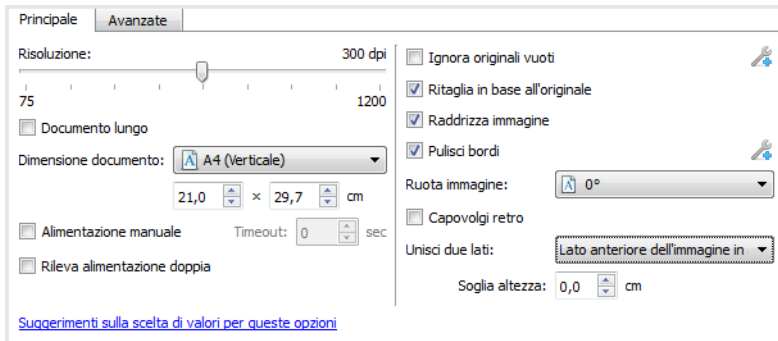 Principale Avanzate
Risoluzione: 300 dpi
75 1200
Documento lungo
Dimensione documento: A4 (Verticale)
21,0 × 29,7 cm
Alimentazione manuale Timeout: 0 sec
Rileva alimentazione doppia
Suggerimenti sulla scelta di valori per queste opzioni
Ignora originali vuoti
Ritaglia in base all'originale
Raddrizza immagine
Pulisci bordi
Ruota immagine: 0°
Capovolgi retro
Unisci due lati: Lato anteriore dell'immagine in
Soglia altezza: 0,0 cm